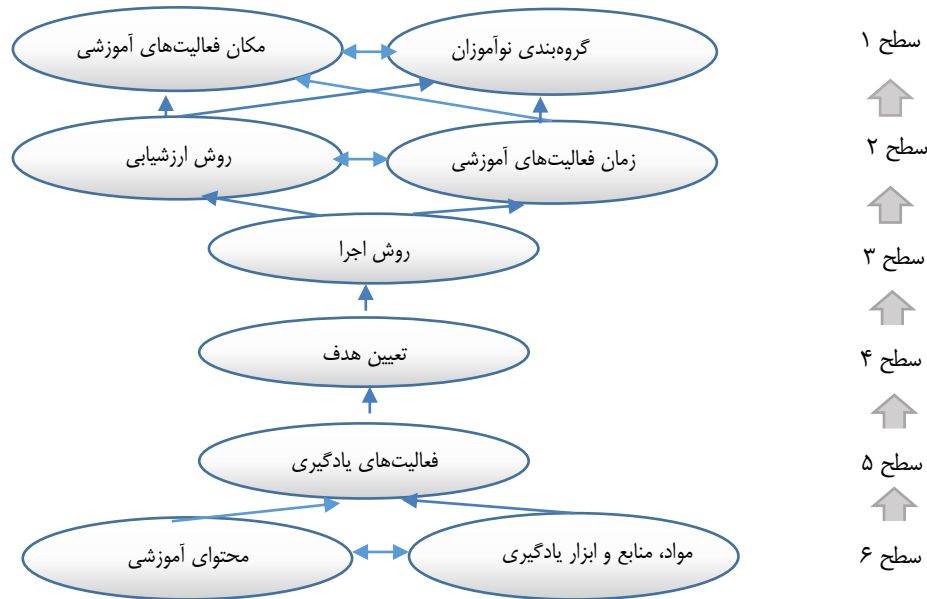 گروه‌بندی نوآموزان
مکان فعالیت‌های آموزشی
سطح ۱
زمان فعالیت‌های آموزشی
روش ارزشیابی
سطح ۲
روش اجرا
سطح ۳
تعیین هدف
سطح ۴
فعالیت‌های یادگیری
سطح ۵
مواد، منابع و ابزار یادگیری
محتوای آموزشی
سطح ۶